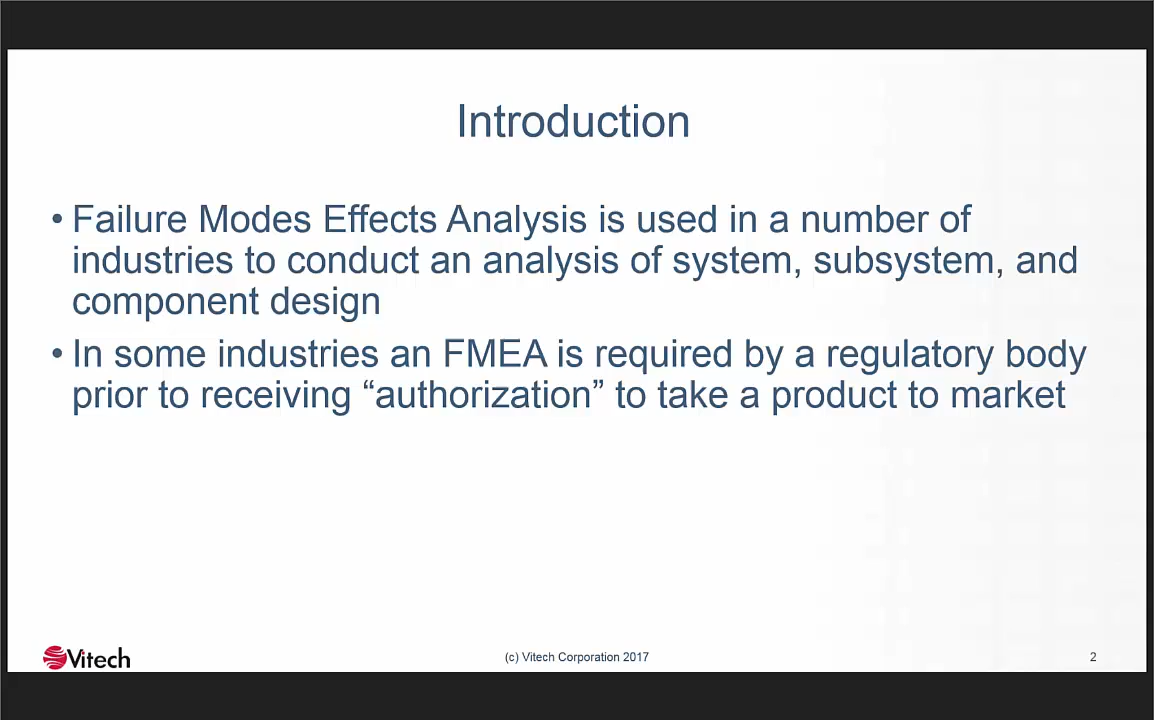 Introduction
• Failure Modes Effects Analysis is used in a number of
industries to conduct an analysis of system, subsystem, and
component design
• In some industries an FMEA is required by a regulatory body
prior to receiving “authorization” to take a product to market
Vitech
(c) Vitech Corporation 2017
2